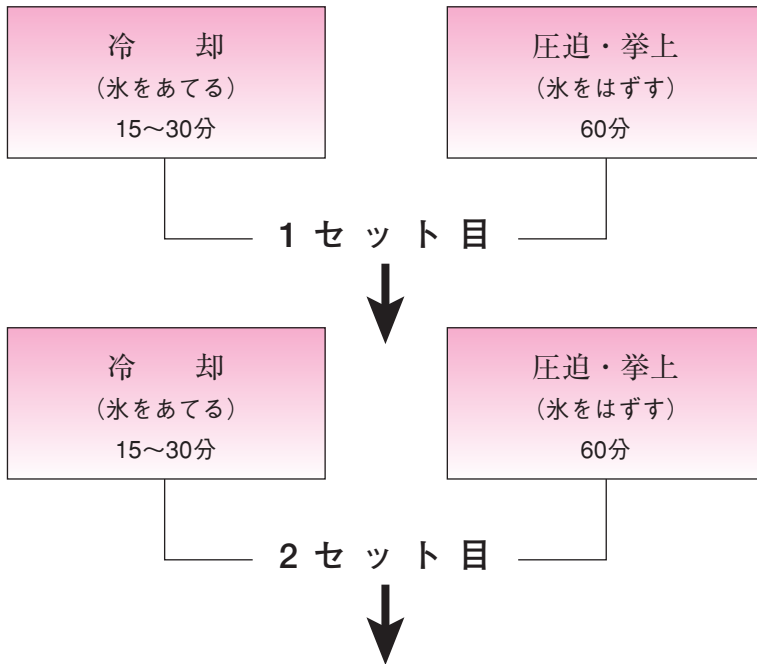 冷　却
（氷をあてる）
15〜30分
圧迫・挙上
（氷をはずす）
60分
1セット目
冷　却
（氷をあてる）
15〜30分
圧迫・挙上
（氷をはずす）
60分
2セット目